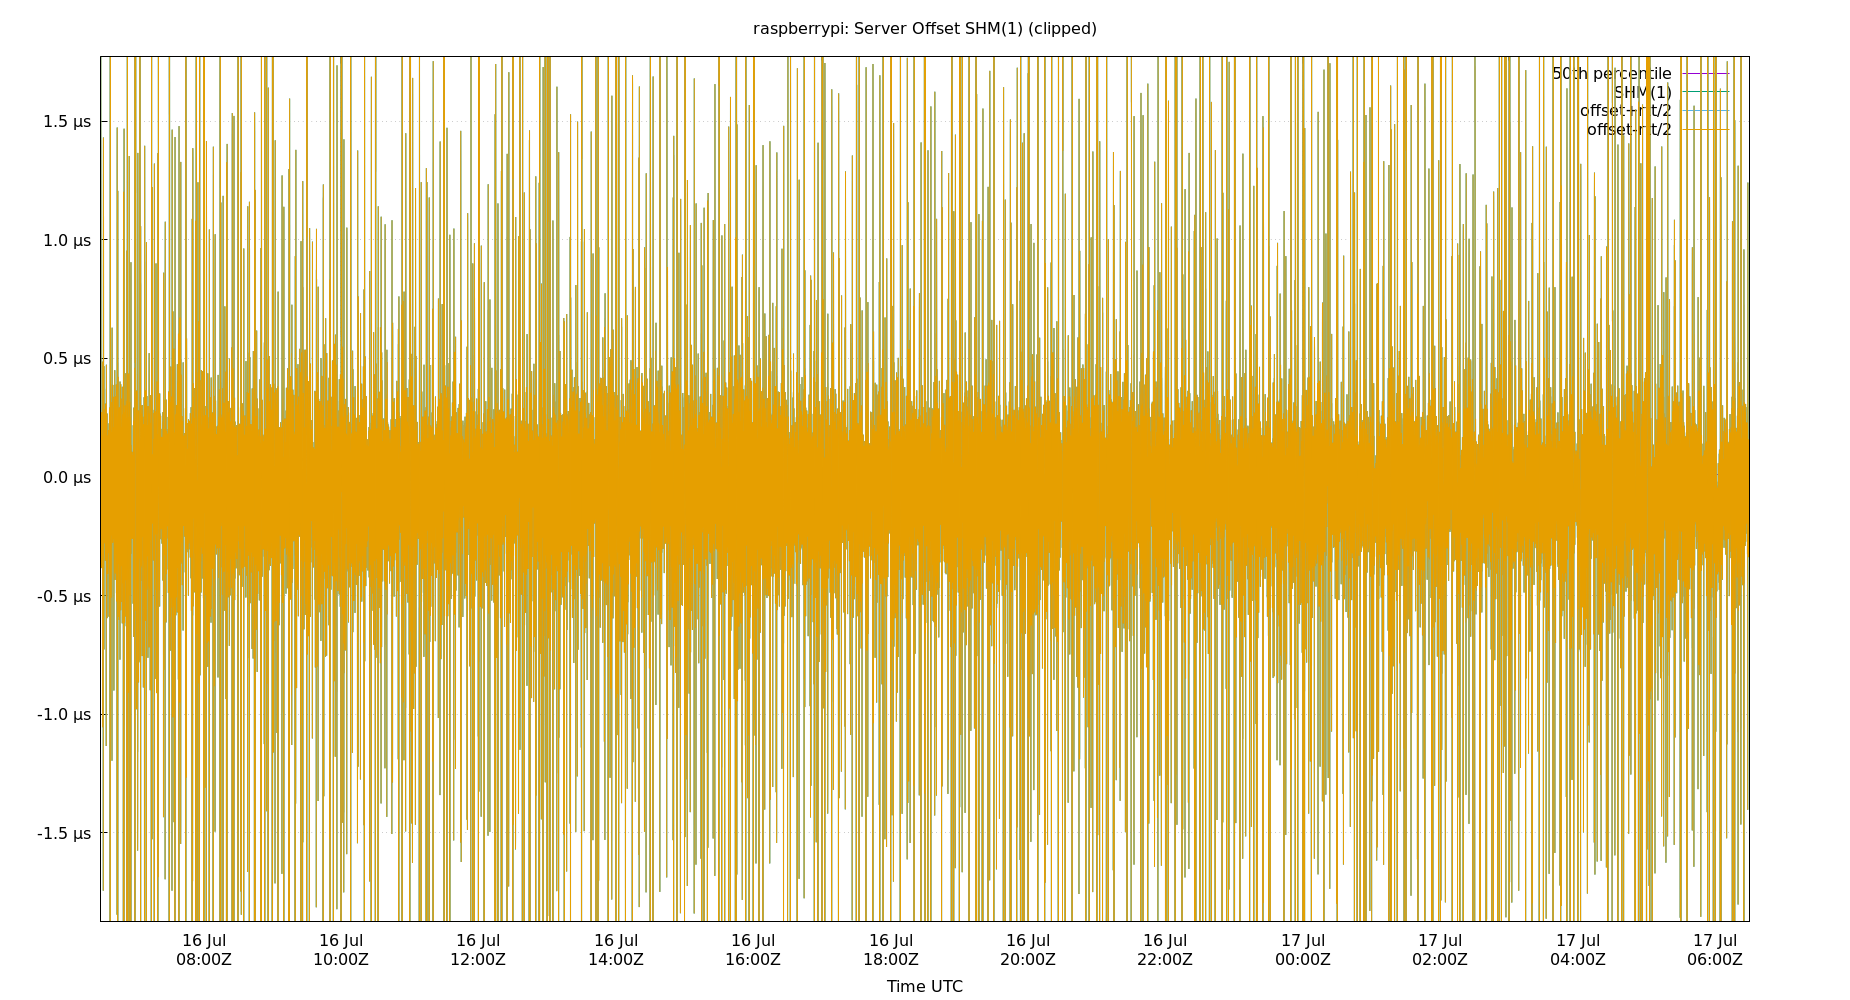 raspberrypi: Server Offset SHM(1) (clipped)
50th percentile
SHM(1)
offset+rtt/2
offset-rtt/2
1.5 µs
1.0 µs
0.5 µs
0.0 µs
-0.5 µs
-1.0 µs
-1.5 µs
16 Jul 16 Jul 16 Jul 16 Jul 16 Jul 16 Jul 16 Jul 16 Jul 17 Jul 17 Jul 17 Jul 17 Jul
08:00Z 10:00Z 12:00Z 14:00Z 16:00Z 18:00Z 20:00Z 22:00Z 00:00Z 02:00Z 04:00Z 06:00Z
Time UTC